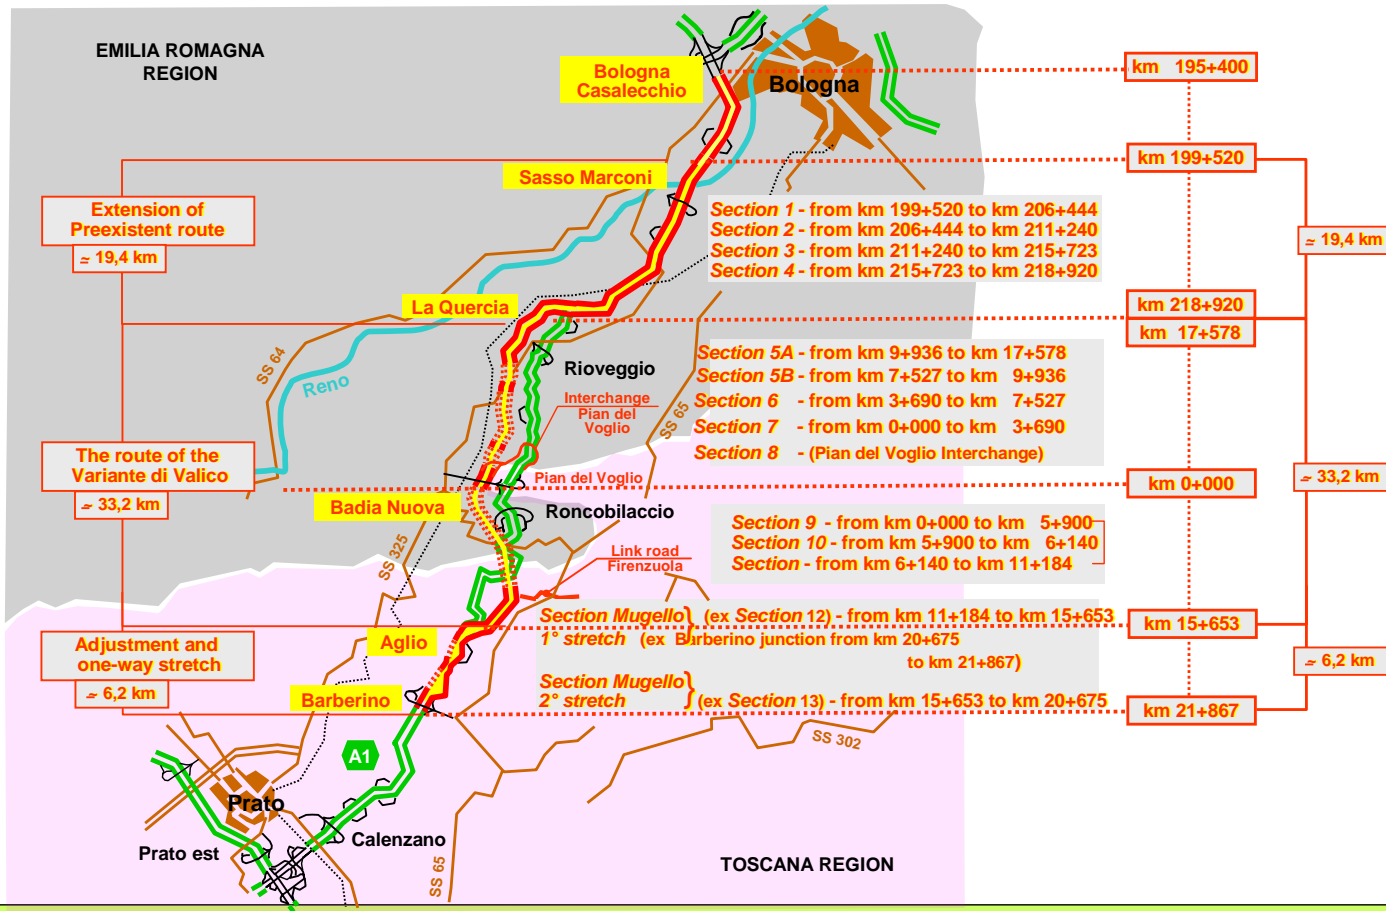 EMILIA ROMAGNA
REGION
Bologna
Casalecchio
Bologna
km 195+400
Sasso Marconi
km 199+520
Extension of
Preexistent route
≃ 19,4 km
Section 1 - from km 199+520 to km 206+444
Section 2 - from km 206+444 to km 211+240
Section 3 - from km 211+240 to km 215+723
Section 4 - from km 215+723 to km 218+920
≃ 19,4 km
La Quercia
km 218+920
km 17+578
SS 64
Reno
Rioveggio
Section 5A - from km 9+936 to km 17+578
Section 5B - from km 7+527 to km 9+936
Section 6 - from km 3+690 to km 7+527
Section 7 - from km 0+000 to km 3+690
Section 8 - (Pian del Voglio Interchange)
Interchange
Pian del
Voglio
SS 65
The route of the
Variante di Valico
≃ 33,2 km
Pian del Voglio
km 0+000
≃ 33,2 km
Badia Nuova
Roncobilaccio
Section 9 - from km 0+000 to km 5+900
Section 10 - from km 5+900 to km 6+140
Section - from km 6+140 to km 11+184
SS 325
Link road
Firenzuola
Section Mugello } (ex Section 12) - from km 11+184 to km 15+653
1° stretch (ex Barberino junction from km 20+675
to km 21+867)
km 15+653
Aglio
Adjustment and
one-way stretch
≃ 6,2 km
≃ 6,2 km
Section Mugello
2° stretch } (ex Section 13) - from km 15+653 to km 20+675
Barberino
km 21+867
SS 302
A1
Prato
Calenzano
Prato est
SS 65
TOSCANA REGION